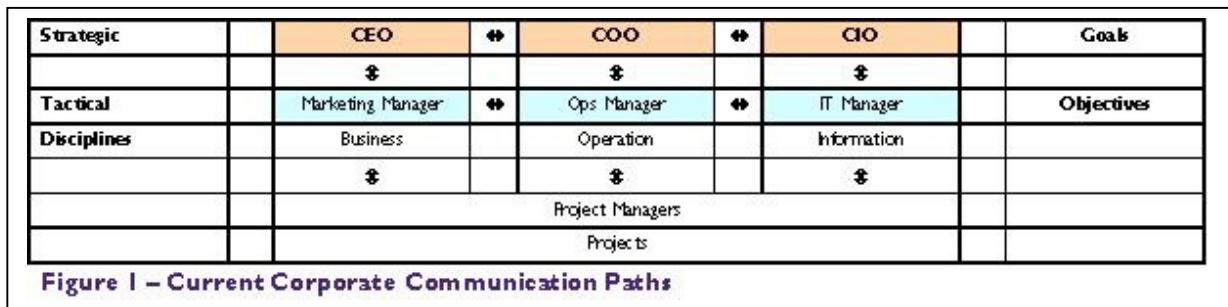 Strategic CEO ⇔ COO ⇔ CIO Goals
⇕ ⇕ ⇕
Tactical Marketing Manager ⇔ Ops Manager ⇔ IT Manager Objectives
Disciplines Business Operation Information
⇕ ⇕ ⇕
Project Managers
Projects
Figure 1 – Current Corporate Communication Paths